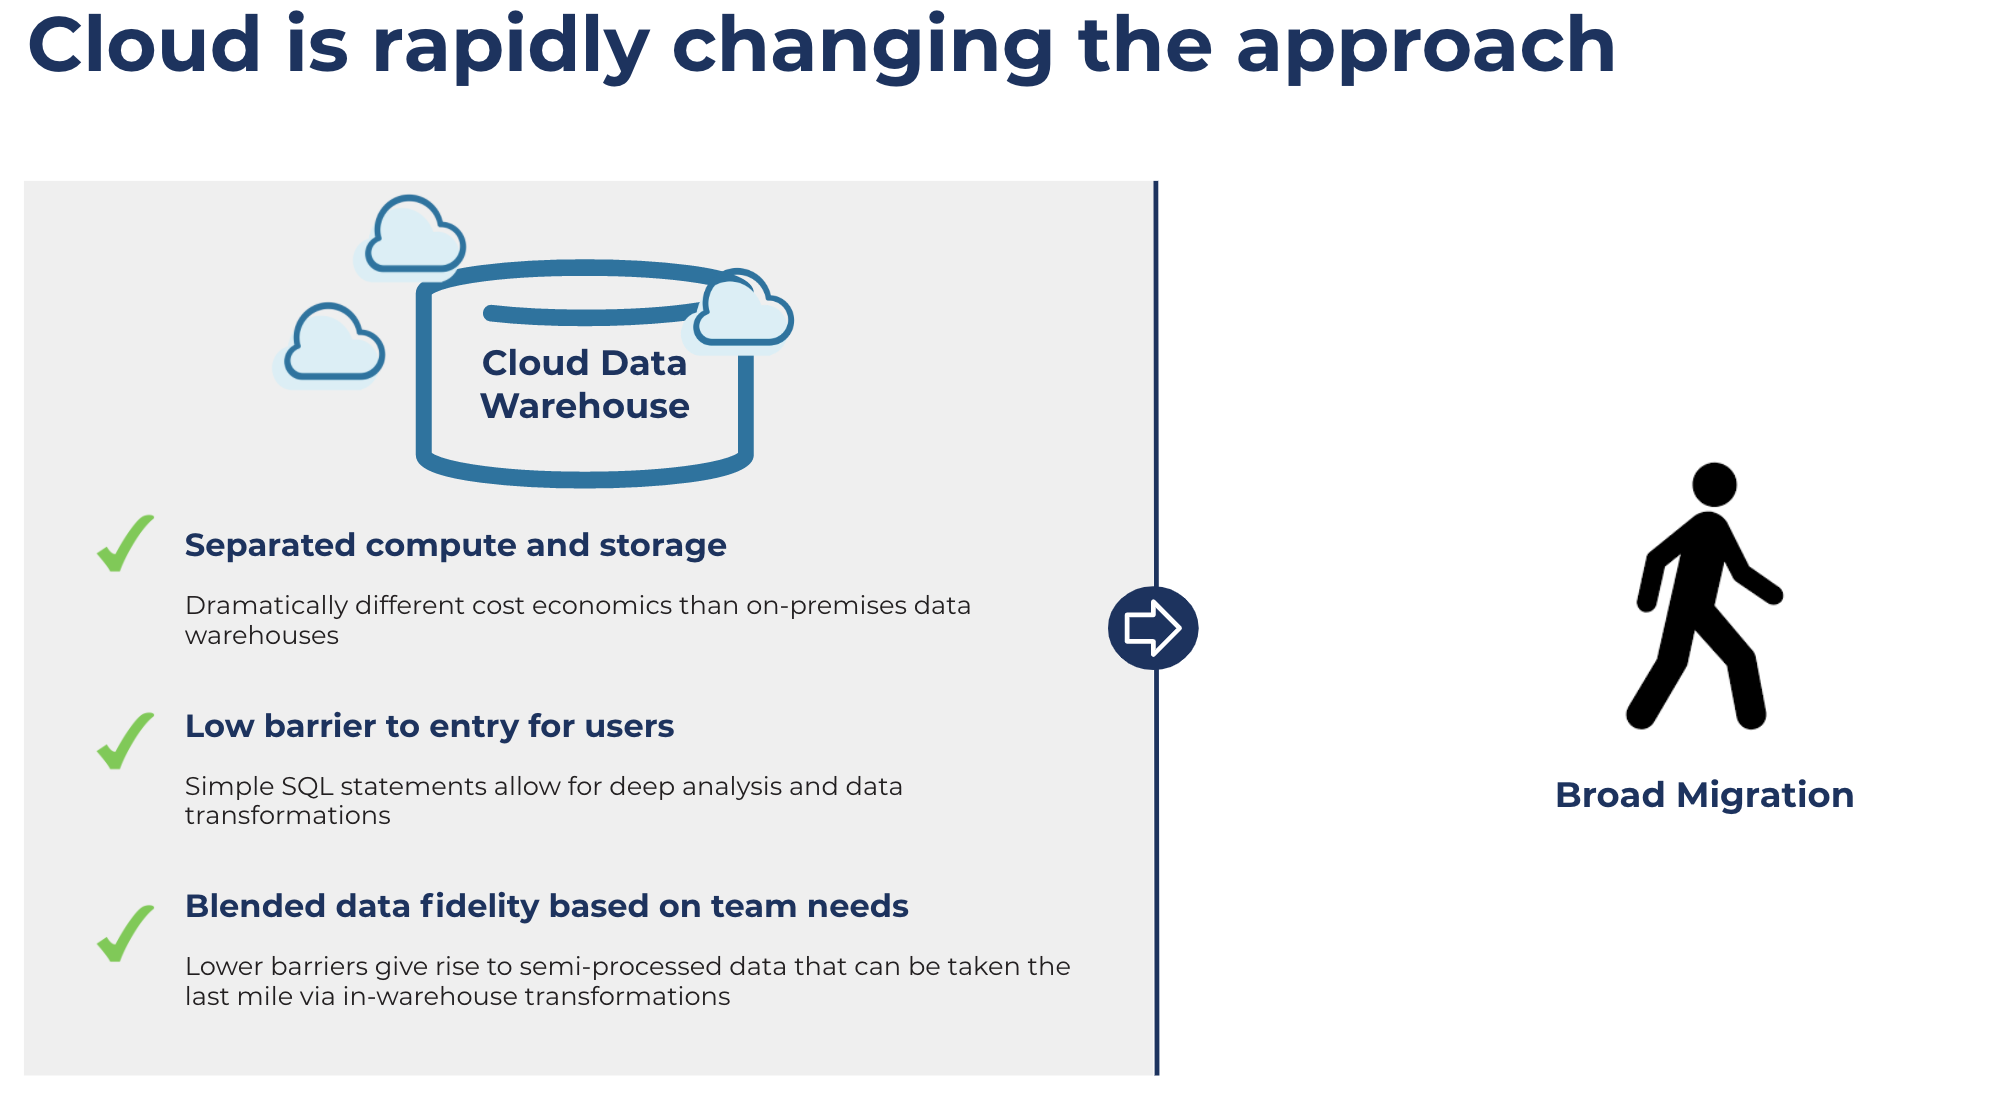 Cloud is rapidly changing the approach
Cloud Data
Warehouse
Separated compute and storage
Dramatically different cost economics than on-premises data
warehouses
Low barrier to entry for users
Simple SQL statements allow for deep analysis and data
transformations
Blended data fidelity based on team needs
Lower barriers give rise to semi-processed data that can be taken the
last mile via in-warehouse transformations
Broad Migration